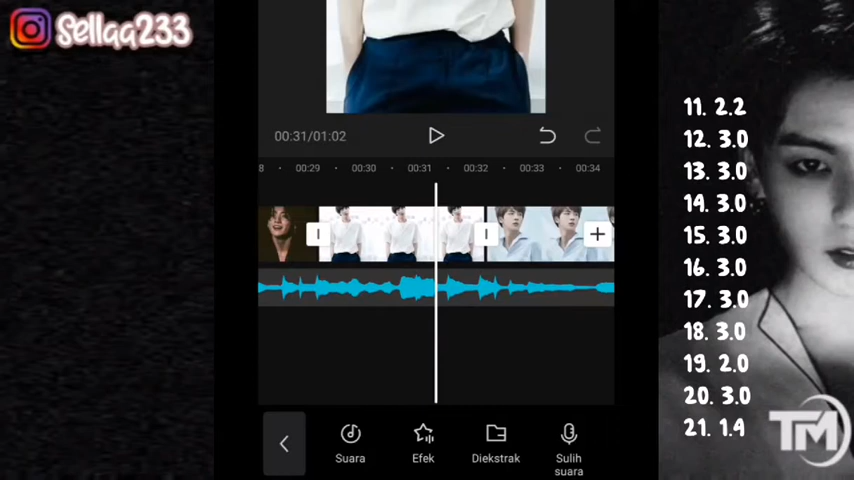 Sellaa233
00:31/01:02
8 · 00:29 · 00:30 · 00:31 · 00:32 · 00:33 · 00:34
Suara
Efek
Diekstrak
Sulih
suara
11. 2.2
12. 3.0
13. 3.0
14. 3.0
15. 3.0
16. 3.0
17. 3.0
18. 3.0
19. 2.0
20. 3.0
21. 1.4
TM